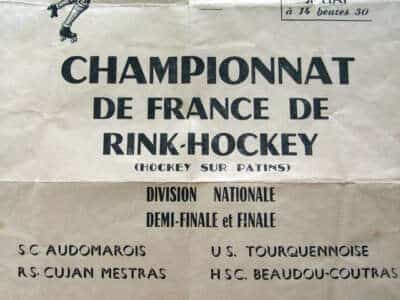 à 14 heures 30
CHAMPIONNAT
DE FRANCE DE
RINK-HOCKEY
(HOCKEY SUR PATINS)
DIVISION NATIONALE
DEMI-FINALE et FINALE
S.C. AUDOMAROIS
U S. TOURQUENNOISE
R.S. CUJAN MESTRAS
H SC. BEAUDOU-COUTRAS